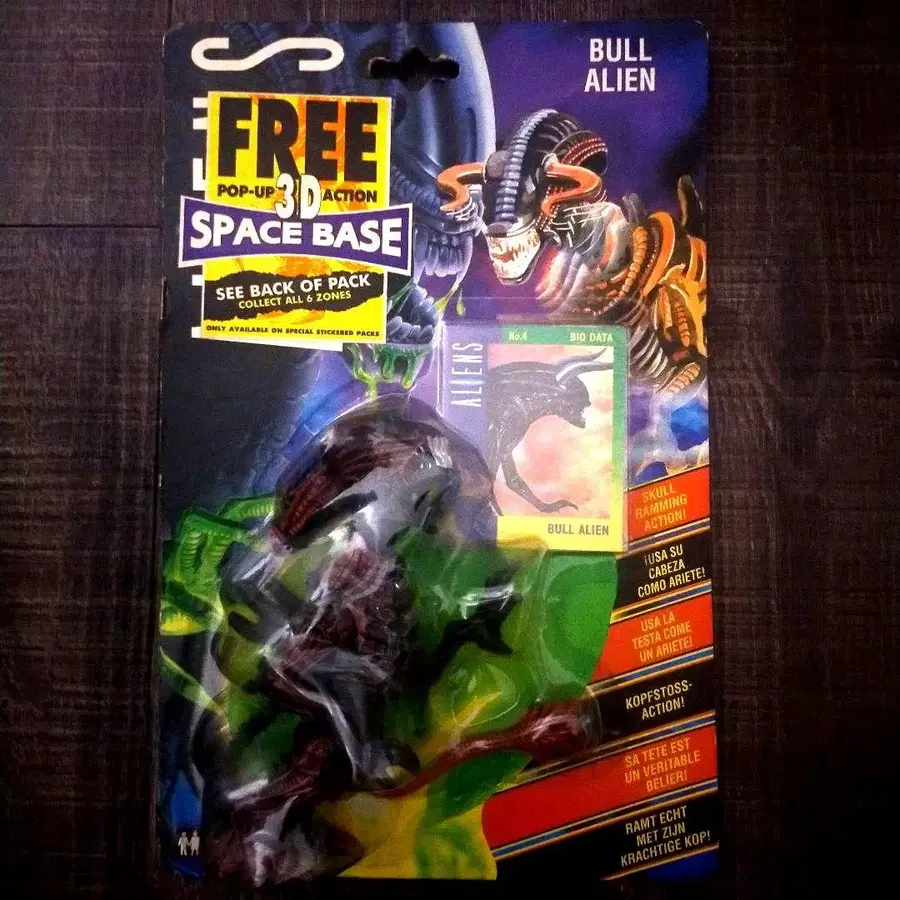 BULL
ALIEN
FREE
POP-UP 3D ACTION
SPACE BASE
SEE BACK OF PACK
COLLECT ALL 6 ZONES
ONLY AVAILABLE ON SPECIAL STICKERED PACKS
No.4 BIO DATA
ALIENS
BULL ALIEN
SKULL
RAMMING
ACTION!
¡USA SU
CABEZA
COMO ARIETE!
USA LA
TESTA COME
UN ARIETE!
KOPFSTOSS-
ACTION!
SA TETE EST
UN VERITABLE
BELIER!
RAMT ECHT
MET ZIJN
KRACHTIGE KOP!